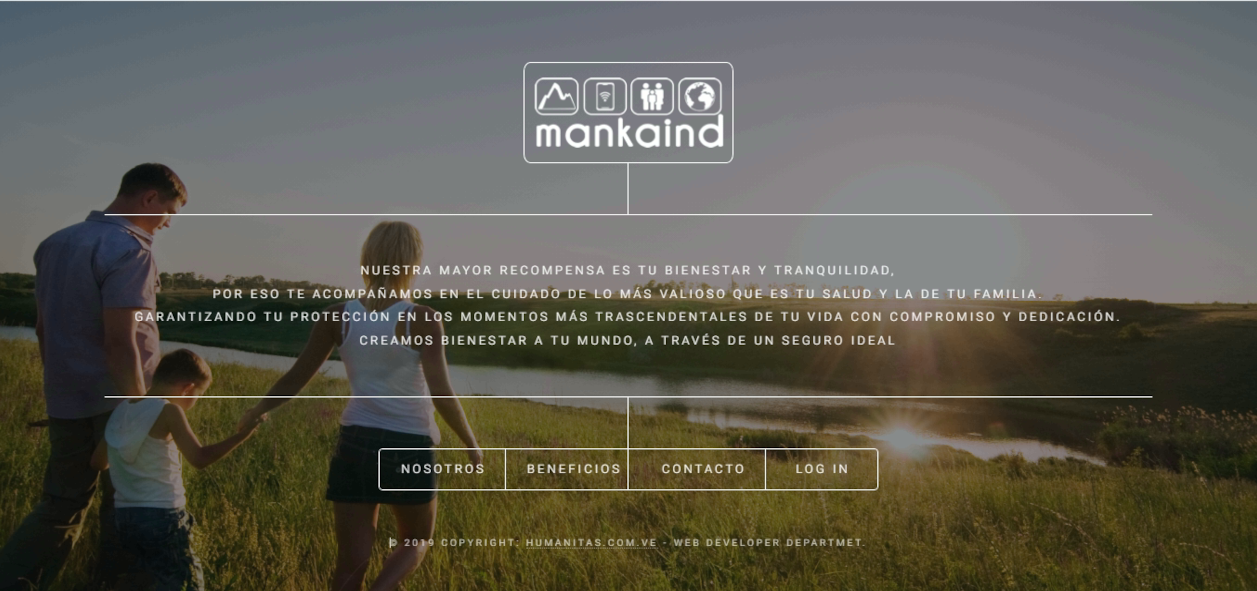 mankaind
NUESTRA MAYOR RECOMPENSA ES TU BIENESTAR Y TRANQUILIDAD,
POR ESO TE ACOMPAÑAMOS EN EL CUIDADO DE LO MÁS VALIOSO QUE ES TU SALUD Y LA DE TU FAMILIA.
GARANTIZANDO TU PROTECCIÓN EN LOS MOMENTOS MÁS TRASCENDENTALES DE TU VIDA CON COMPROMISO Y DEDICACIÓN.
CREAMOS BIENESTAR A TU MUNDO, A TRAVÉS DE UN SEGURO IDEAL
NOSOTROS BENEFICIOS CONTACTO LOG IN
© 2019 COPYRIGHT: HUMANITAS.COM.VE - WEB DEVELOPER DEPARTMET.